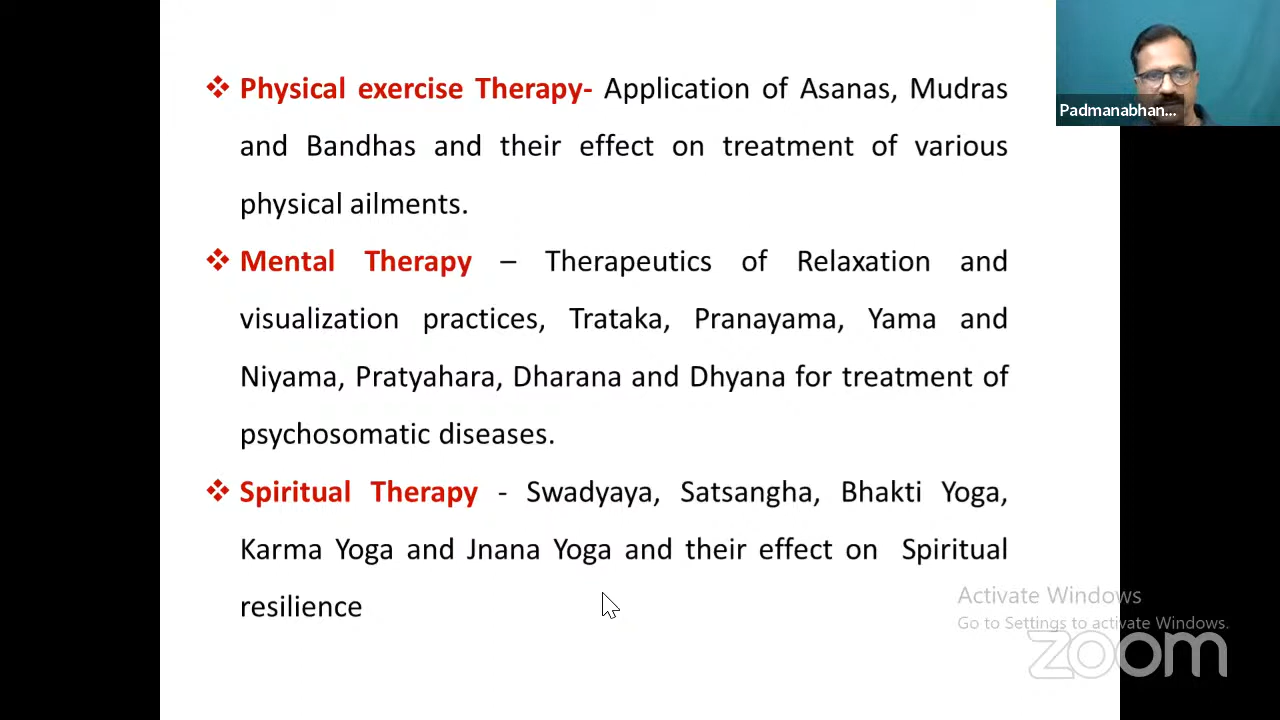 Physical exercise Therapy- Application of Asanas, Mudras
and Bandhas and their effect on treatment of various
physical ailments.
Mental Therapy – Therapeutics of Relaxation and
visualization practices, Trataka, Pranayama, Yama and
Niyama, Pratyahara, Dharana and Dhyana for treatment of
psychosomatic diseases.
Spiritual Therapy - Swadyaya, Satsangha, Bhakti Yoga,
Karma Yoga and Jnana Yoga and their effect on Spiritual
resilience
Padmanabhan...
Activate Windows
Go to Settings to activate Windows.
zoom